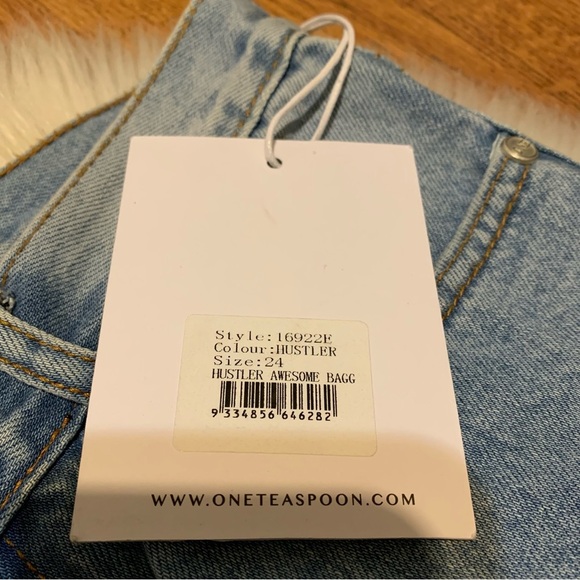 Style:16922E
Colour:HUSTLER
Size:24
HUSTLER AWESOME BAGG
9 334856 646282
WWW.ONETEASPOON.COM